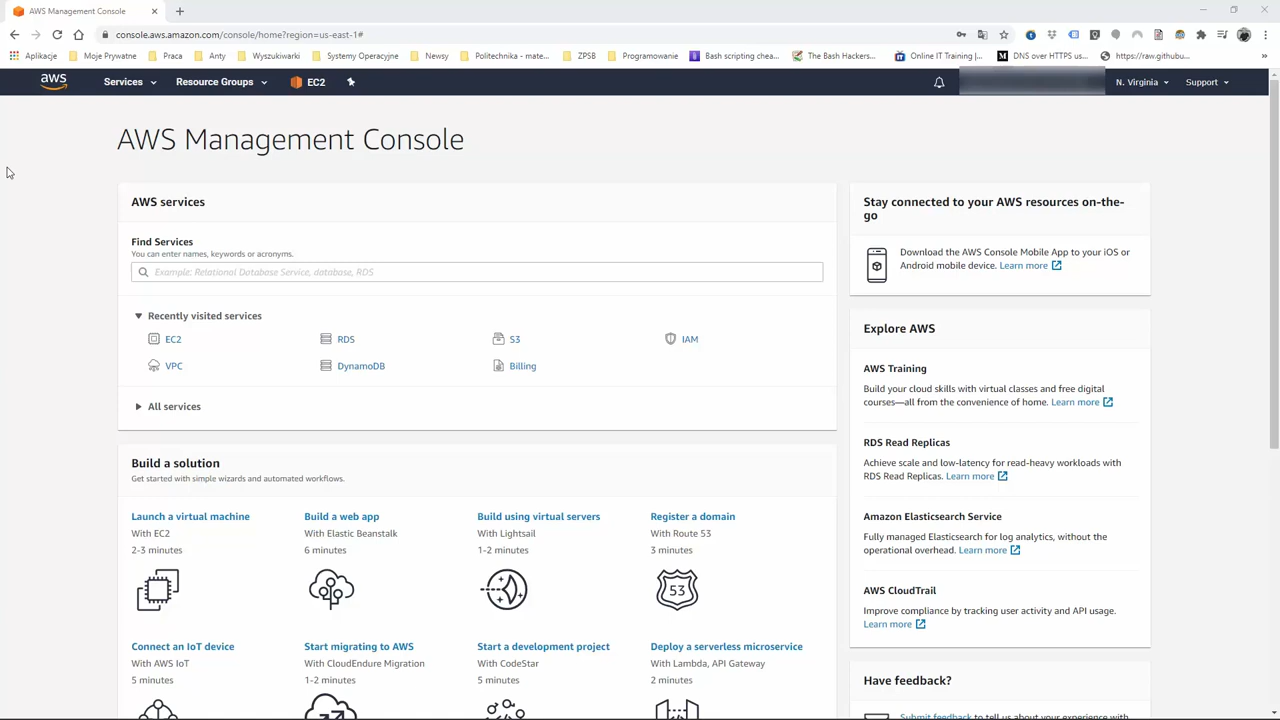 AWS Management Console
console.aws.amazon.com/console/home?region=us-east-1#
Aplikacje Moje Prywatne Praca Anty Wyszukiwarki Systemy Operacyjne Newsy Politechnika - mate... ZPSB Programowanie Bash scripting chea... The Bash Hackers... Online IT Training |... DNS over HTTPS us... https://raw.githubu... »
aws Services Resource Groups EC2 N. Virginia Support
AWS Management Console
AWS services
Find Services
You can enter names, keywords or acronyms.
Example: Relational Database Service, database, RDS
Recently visited services
EC2 RDS S3 IAM
VPC DynamoDB Billing
All services
Build a solution
Get started with simple wizards and automated workflows.
Launch a virtual machine
With EC2
2-3 minutes
Build a web app
With Elastic Beanstalk
6 minutes
Build using virtual servers
With Lightsail
1-2 minutes
Register a domain
With Route 53
3 minutes
53
Connect an IoT device
With AWS IoT
5 minutes
Start migrating to AWS
With CloudEndure Migration
1-2 minutes
Start a development project
With CodeStar
5 minutes
Deploy a serverless microservice
With Lambda, API Gateway
2 minutes
Stay connected to your AWS resources on-the-
go
Download the AWS Console Mobile App to your iOS or
Android mobile device. Learn more
Explore AWS
AWS Training
Build your cloud skills with virtual classes and free digital
courses—all from the convenience of home. Learn more
RDS Read Replicas
Achieve scale and low-latency for read-heavy workloads with
RDS Read Replicas. Learn more
Amazon Elasticsearch Service
Fully managed Elasticsearch for log analytics, without the
operational overhead. Learn more
AWS CloudTrail
Improve compliance by tracking user activity and API usage.
Learn more
Have feedback?
Submit feedback to tell us about your experience with